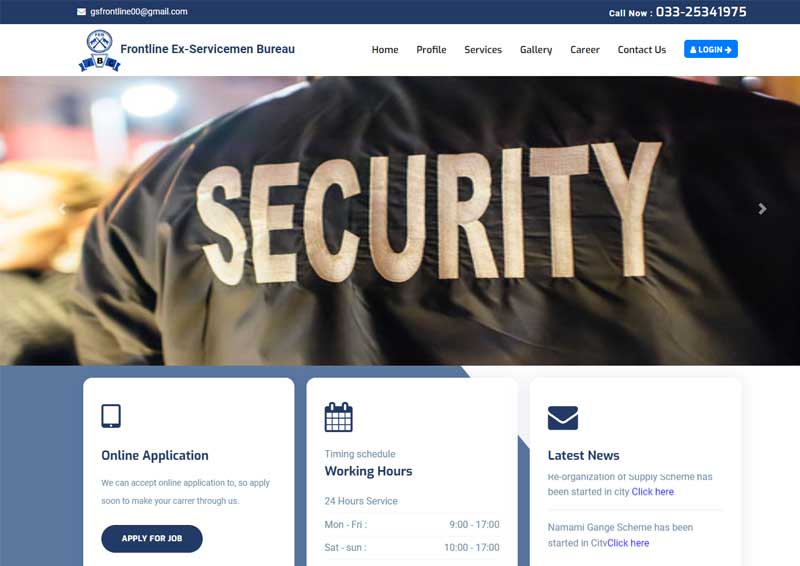 gsfrontline00@gmail.com
Call Now : 033-25341975
FEB
B
Frontline Ex-Servicemen Bureau
Home Profile Services Gallery Career Contact Us LOGIN
SECURITY
Online Application
We can accept online application to, so apply
soon to make your carrer through us.
APPLY FOR JOB
Timing schedule
Working Hours
24 Hours Service
Mon - Fri : 9:00 - 17:00
Sat - sun : 10:00 - 17:00
Latest News
Re-organization of Supply Scheme has
been started in city Click here
Namami Gange Scheme has been
started in CityClick here